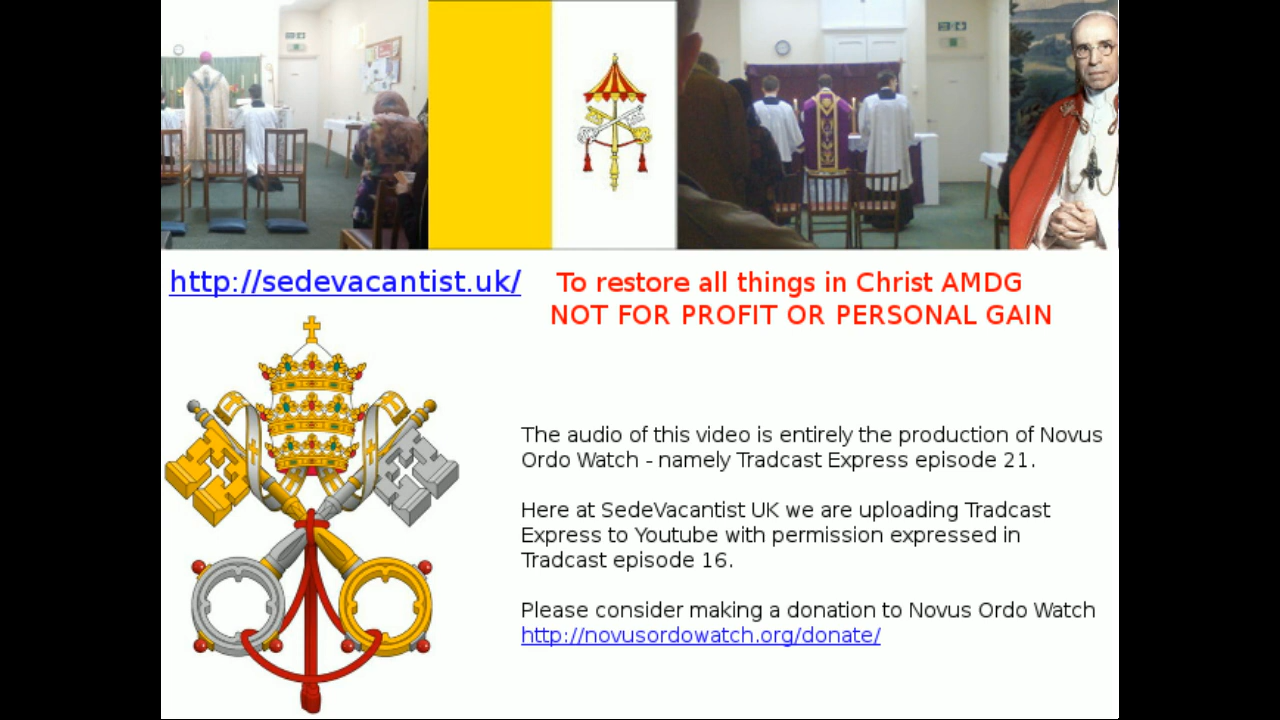 http://sedevacantist.uk/
To restore all things in Christ AMDG
NOT FOR PROFIT OR PERSONAL GAIN
The audio of this video is entirely the production of Novus
Ordo Watch - namely Tradcast Express episode 21.
Here at SedeVacantist UK we are uploading Tradcast
Express to Youtube with permission expressed in
Tradcast episode 16.
Please consider making a donation to Novus Ordo Watch
http://novusordowatch.org/donate/